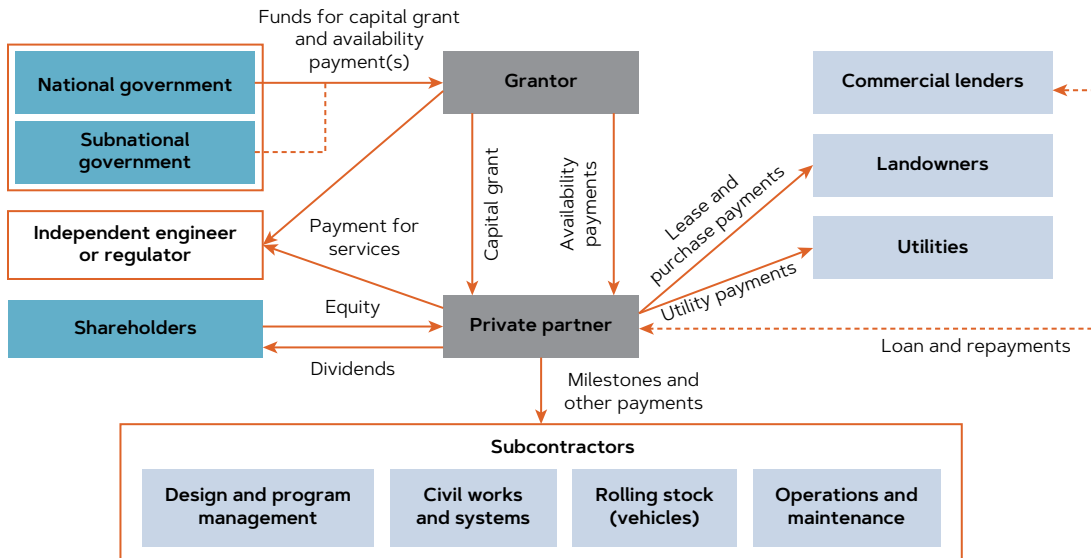 Funds for capital grant
and availability
payment(s)
National government
Grantor
Commercial lenders
Subnational
government
Capital grant
Availability
payments
Lease and
purchase payments
Landowners
Independent engineer
or regulator
Payment for
services
Utilities
Utility payments
Shareholders
Equity
Private partner
Dividends
Loan and repayments
Milestones and
other payments
Subcontractors
Design and program
management
Civil works
and systems
Rolling stock
(vehicles)
Operations and
maintenance